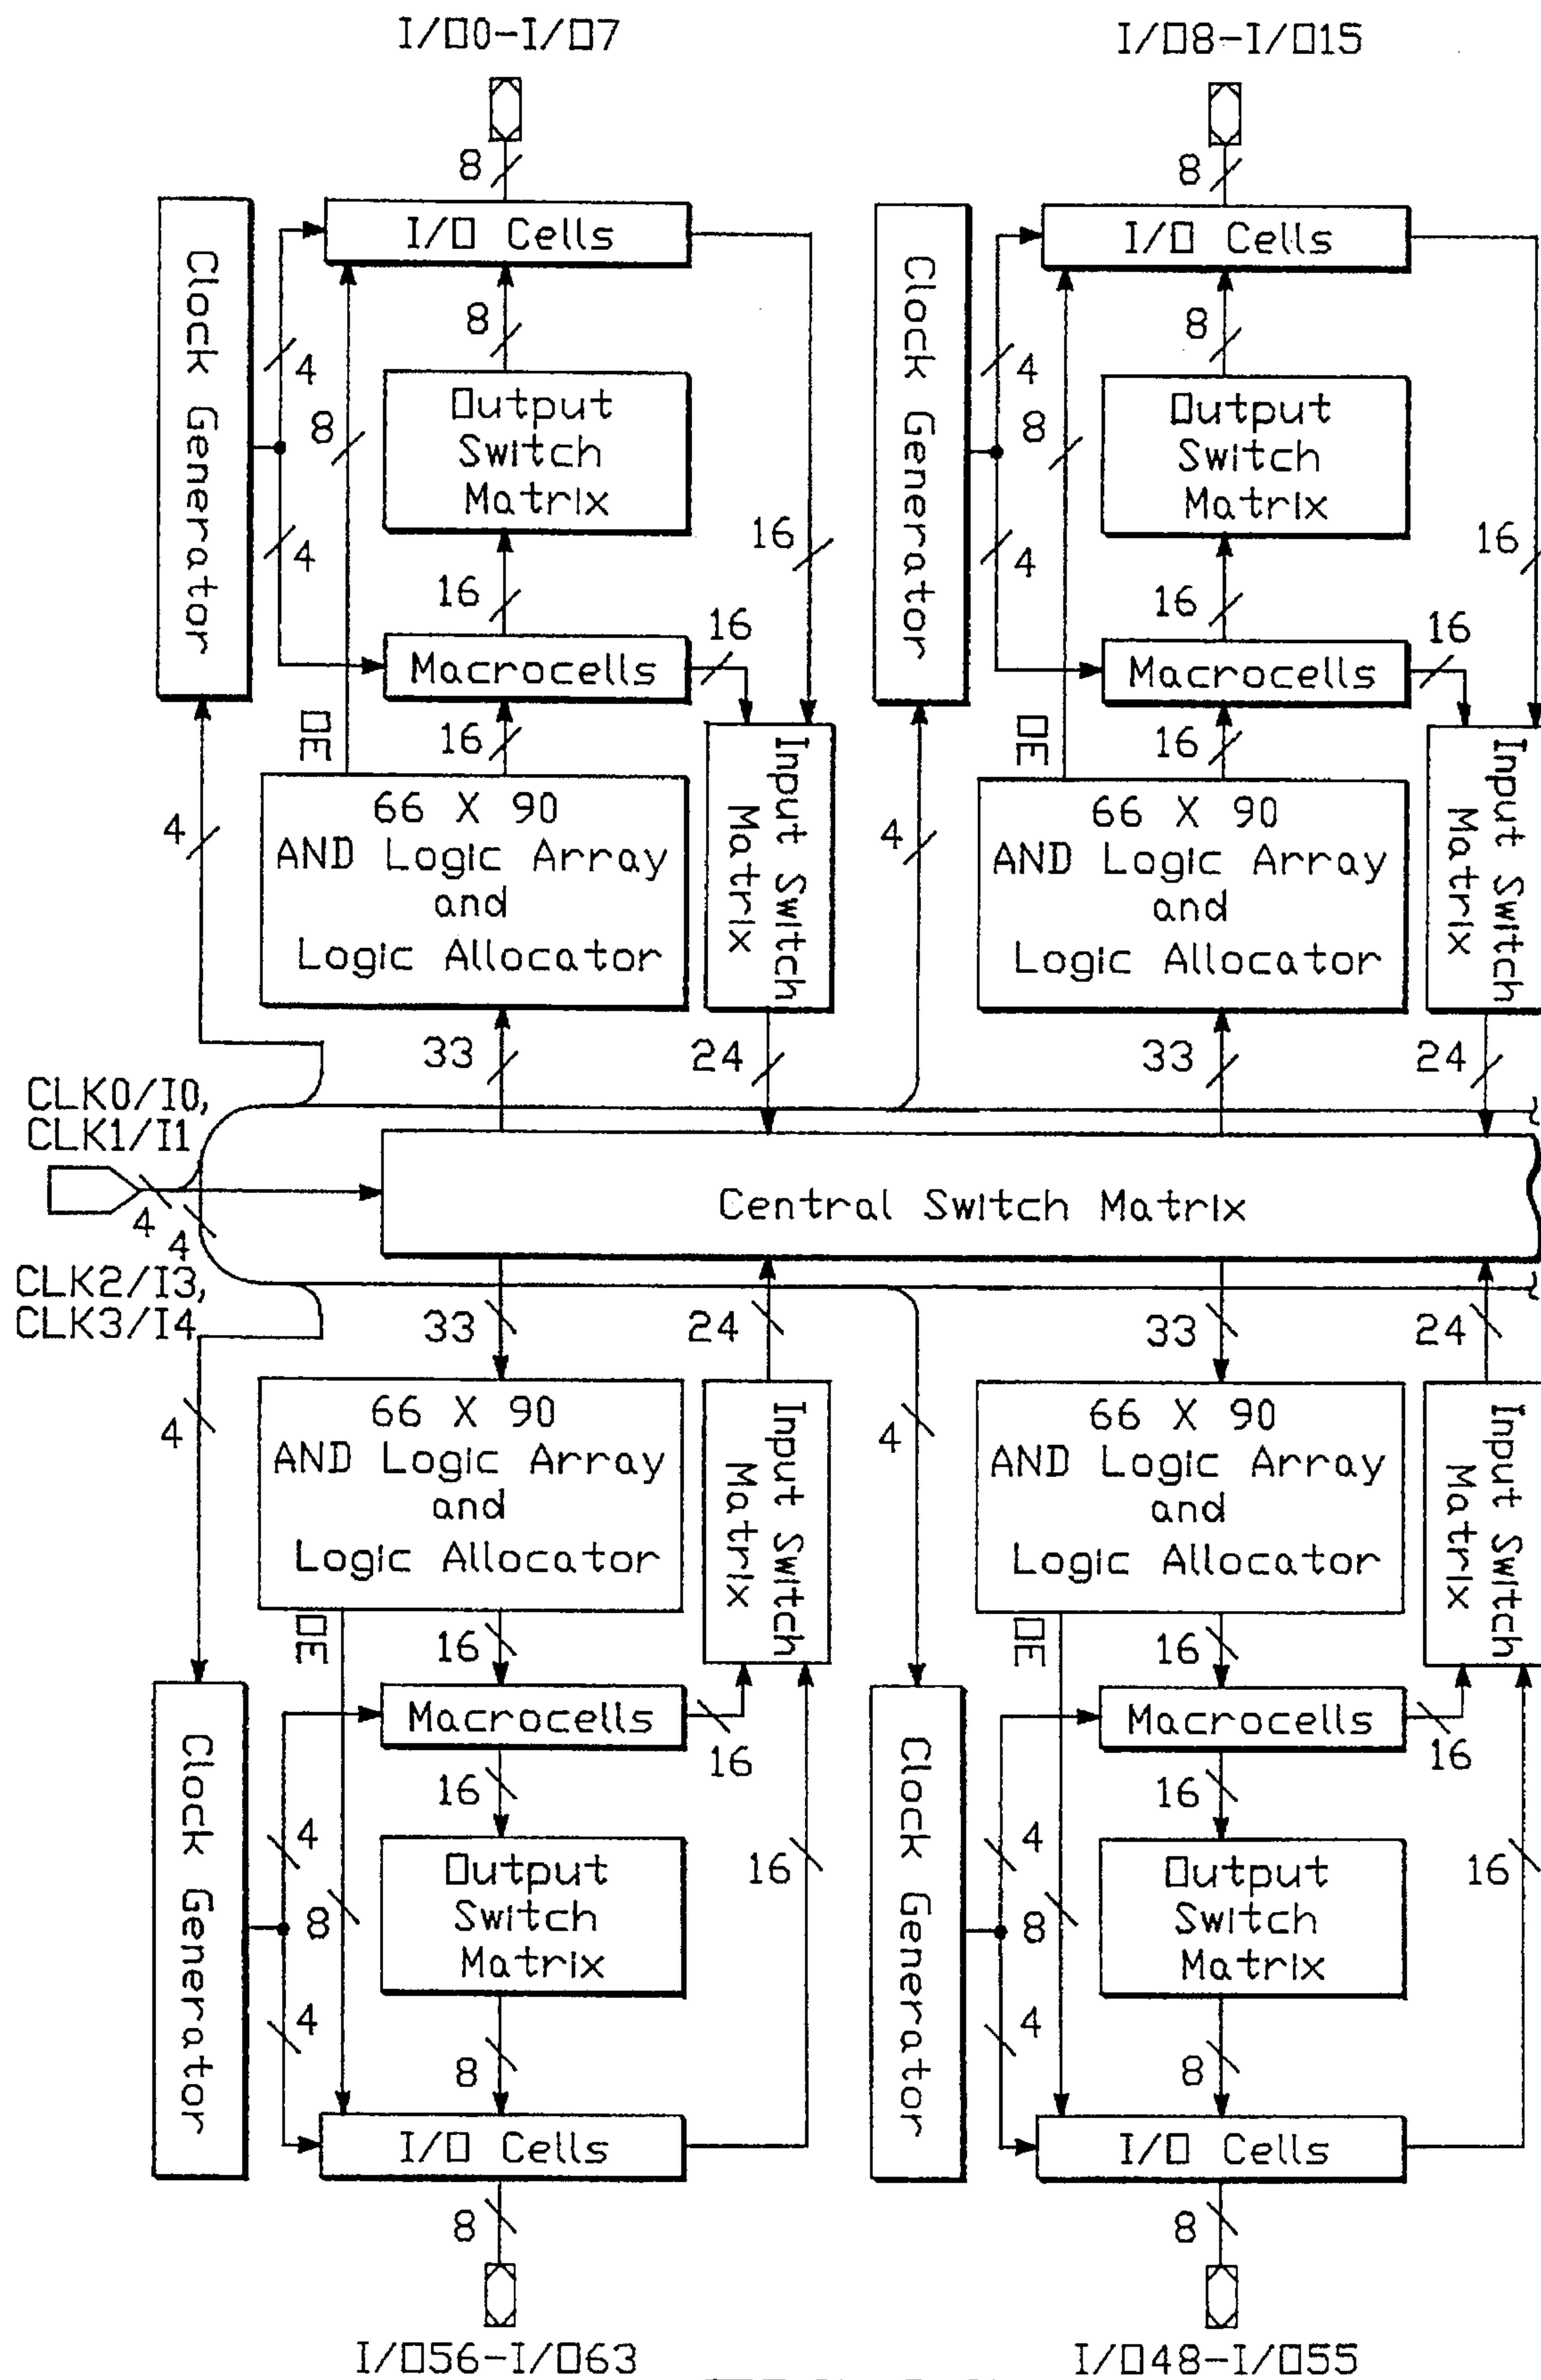 I/O0-I/O7
I/O8-I/O15
8
8
I/O Cells
I/O Cells
Clock Generator
Clock Generator
8
8
4
4
8
8
Output
Switch
Matrix
Output
Switch
Matrix
4
4
16
16
16
16
16
16
Macrocells
Macrocells
OE
OE
16
16
Input Switch
Matrix
Input Switch
Matrix
66 X 90
AND Logic Array
and
Logic Allocator
66 X 90
AND Logic Array
and
Logic Allocator
4
4
33
24
33
24
CLK0/I0,
CLK1/I1
Central Switch Matrix
4
4
CLK2/I3,
CLK3/I4
33
24
33
24
4
4
66 X 90
AND Logic Array
and
Logic Allocator
66 X 90
AND Logic Array
and
Logic Allocator
Input Switch
Matrix
Input Switch
Matrix
OE
OE
16
16
Macrocells
Macrocells
16
16
16
16
Clock Generator
Clock Generator
4
4
16
16
Output
Switch
Matrix
Output
Switch
Matrix
8
8
4
4
8
8
I/O Cells
I/O Cells
8
8
I/O56-I/O63
I/O48-I/O55